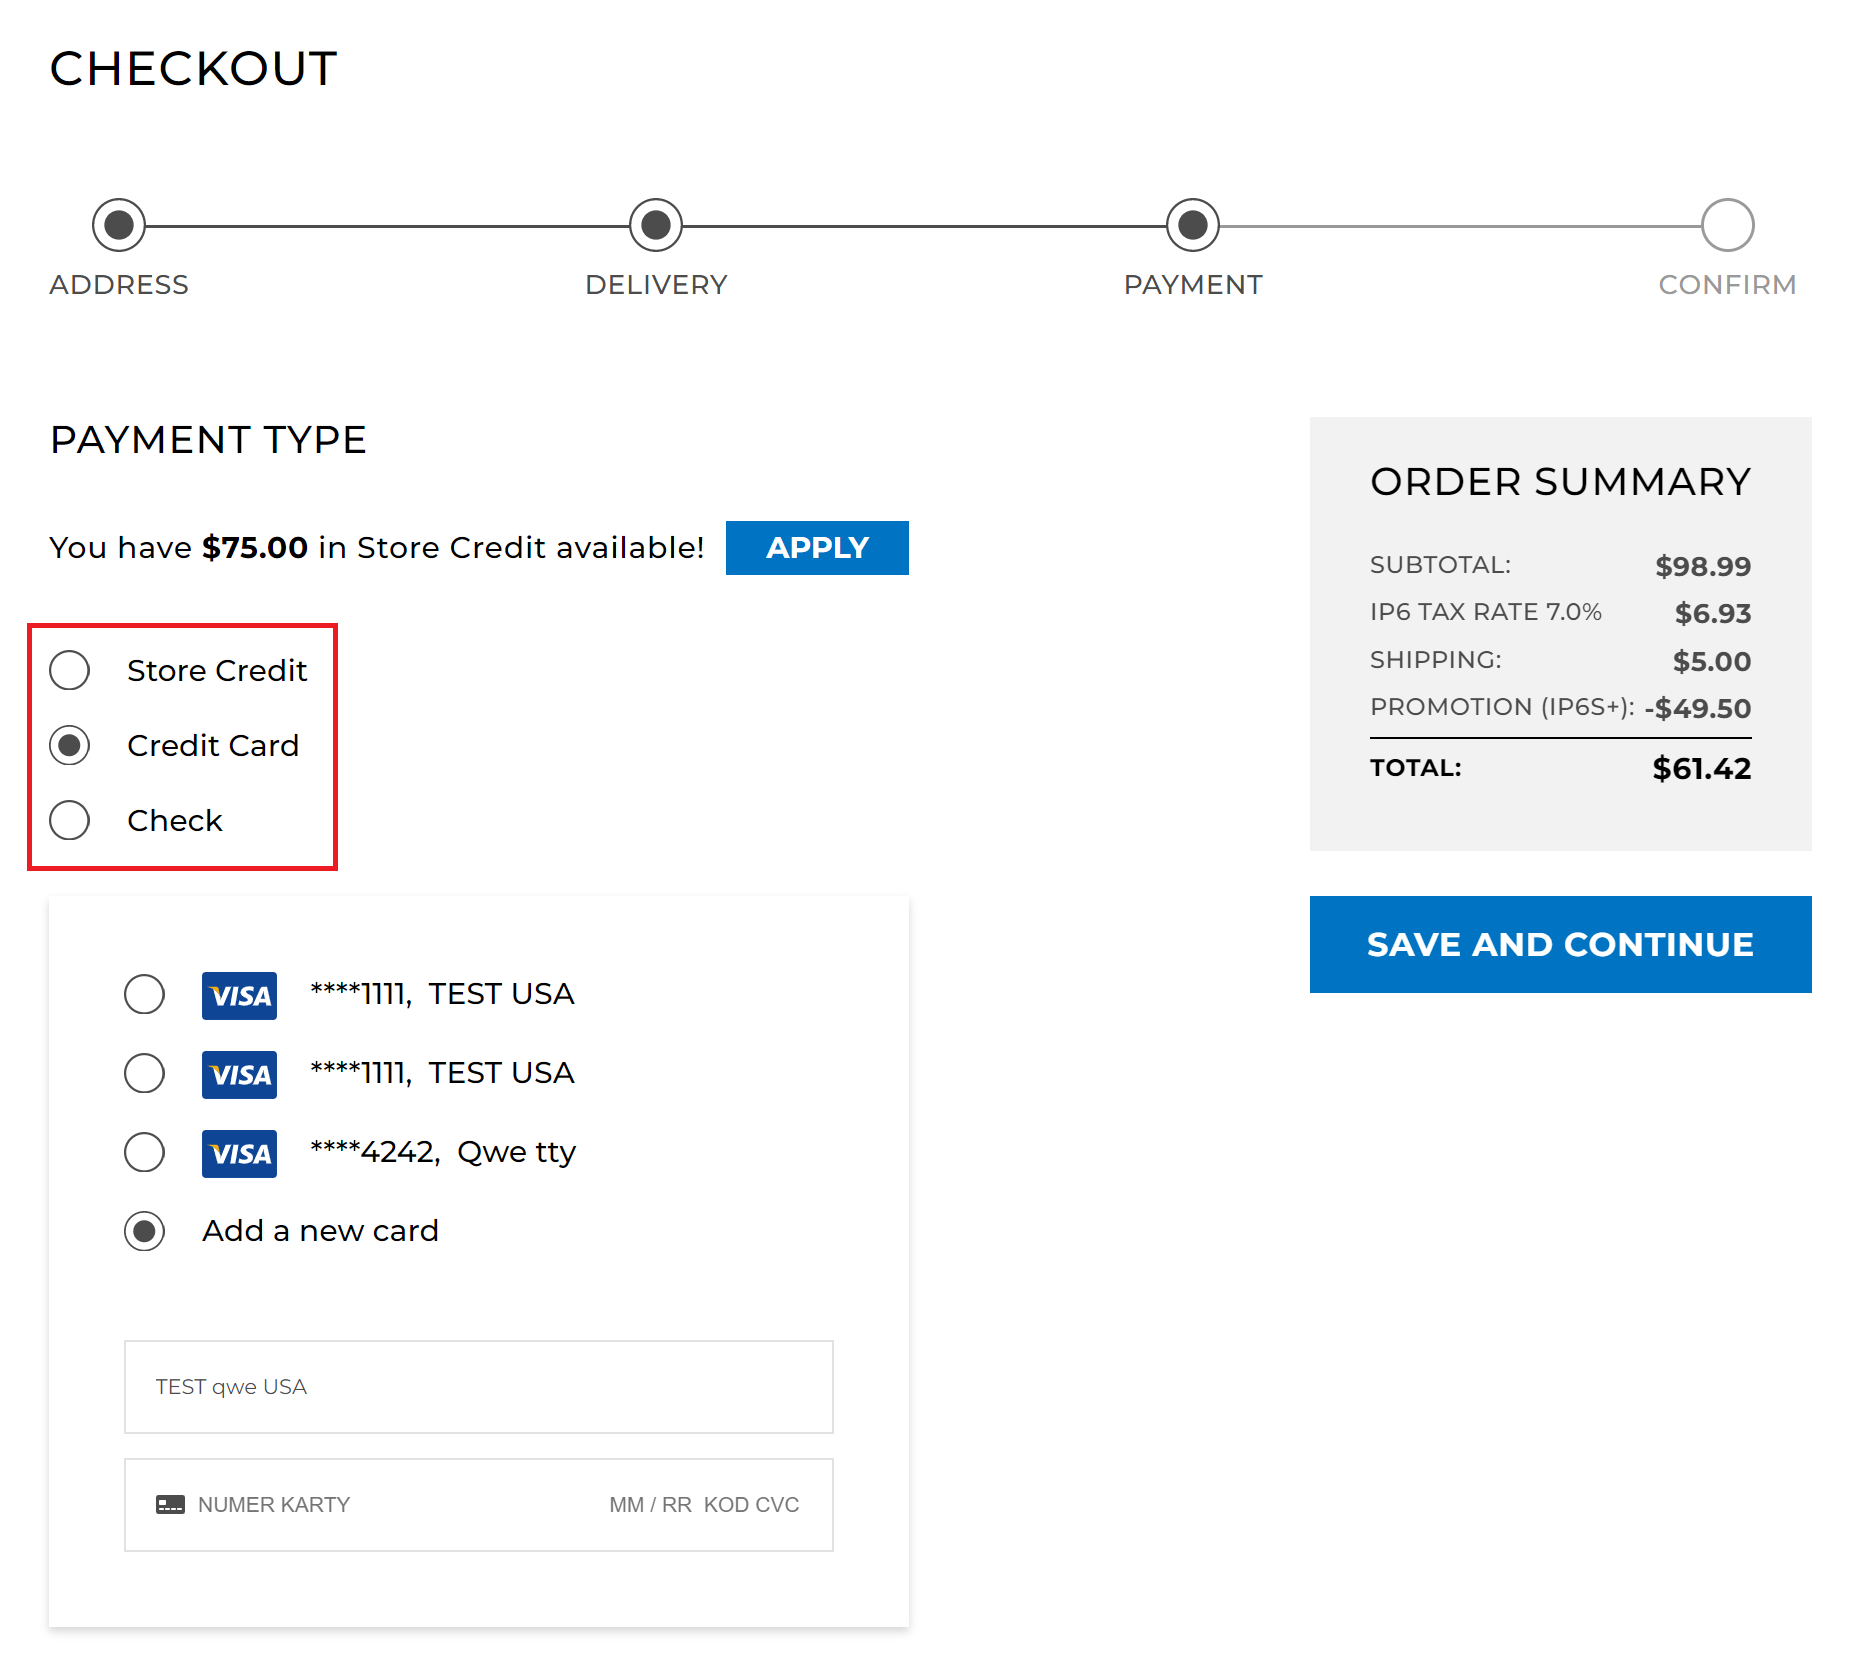 CHECKOUT
ADDRESS DELIVERY PAYMENT CONFIRM
PAYMENT TYPE
You have $75.00 in Store Credit available! APPLY
Store Credit
Credit Card
Check
VISA ****1111, TEST USA
VISA ****1111, TEST USA
VISA ****4242, Qwe tty
Add a new card
TEST qwe USA
NUMER KARTY MM / RR KOD CVC
ORDER SUMMARY
SUBTOTAL: $98.99
IP6 TAX RATE 7.0% $6.93
SHIPPING: $5.00
PROMOTION (IP6S+): -$49.50
TOTAL: $61.42
SAVE AND CONTINUE